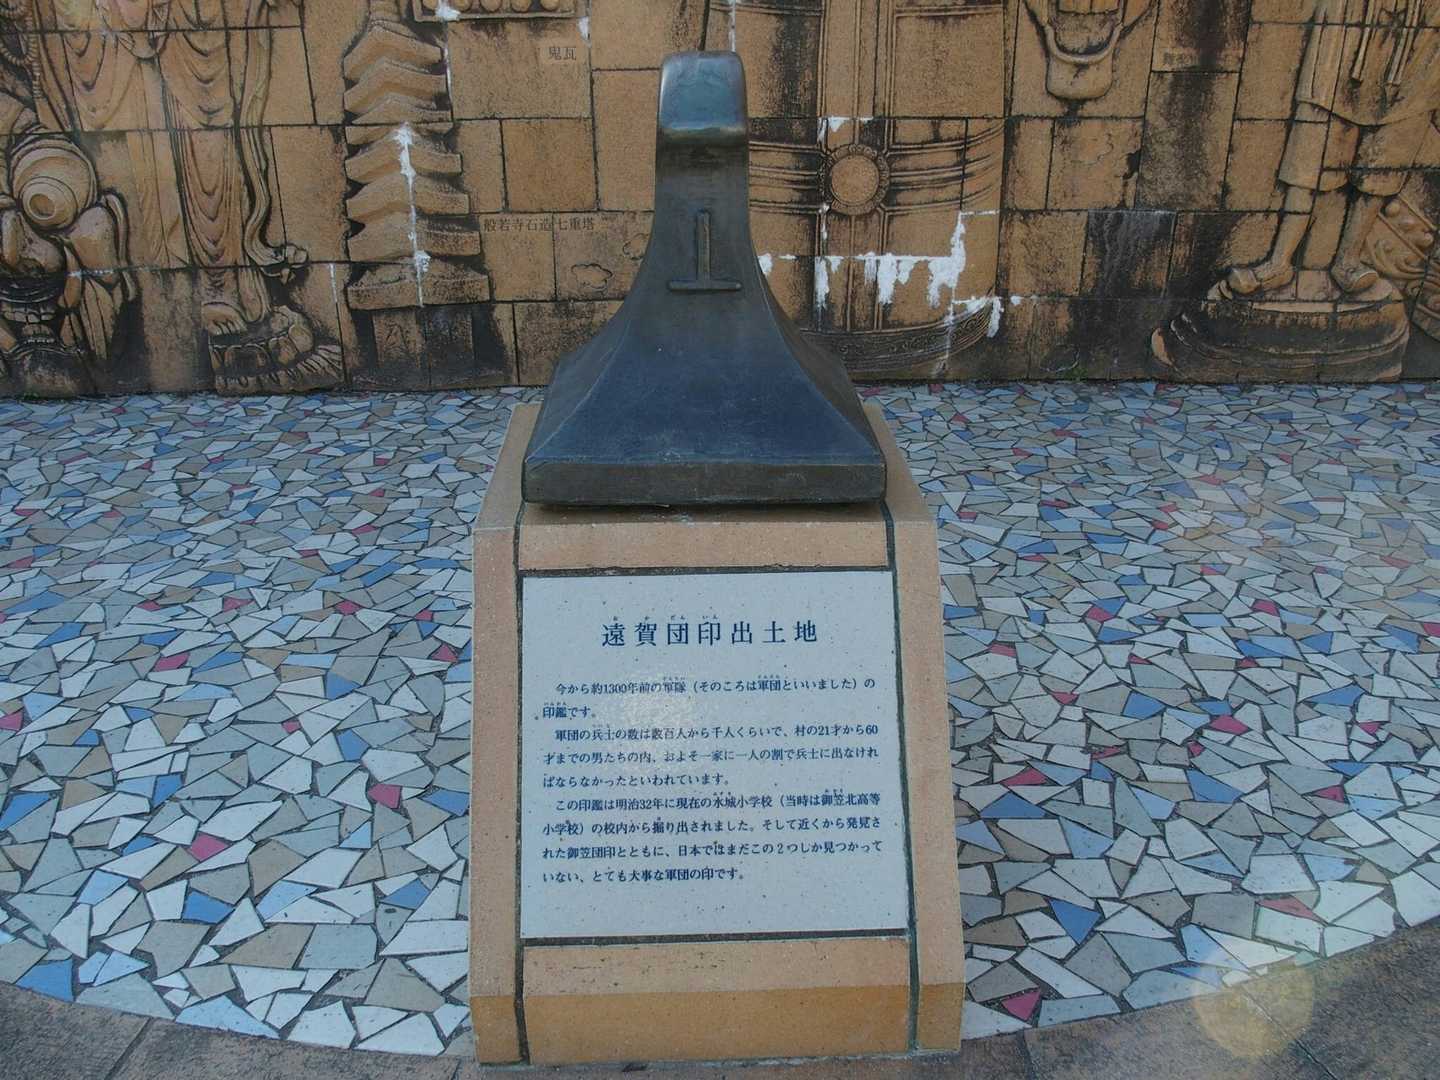 鬼瓦
般若寺石造七重塔
遠賀団印出土地
今から約1300年前の軍隊（そのころは軍団といいました）の
印鑑です。
軍団の兵士の数は数百人から千人くらいで、村の21才から60
才までの男たちの内、およそ一家に一人の割で兵士に出なけれ
ばならなかったといわれています。
この印鑑は明治32年に現在の水城小学校（当時は御笠北高等
小学校）の校内から掘り出されました。そして近くから発見さ
れた御笠団印とともに、日本ではまだこの２つしか見つかって
いない、とても大事な軍団の印です。